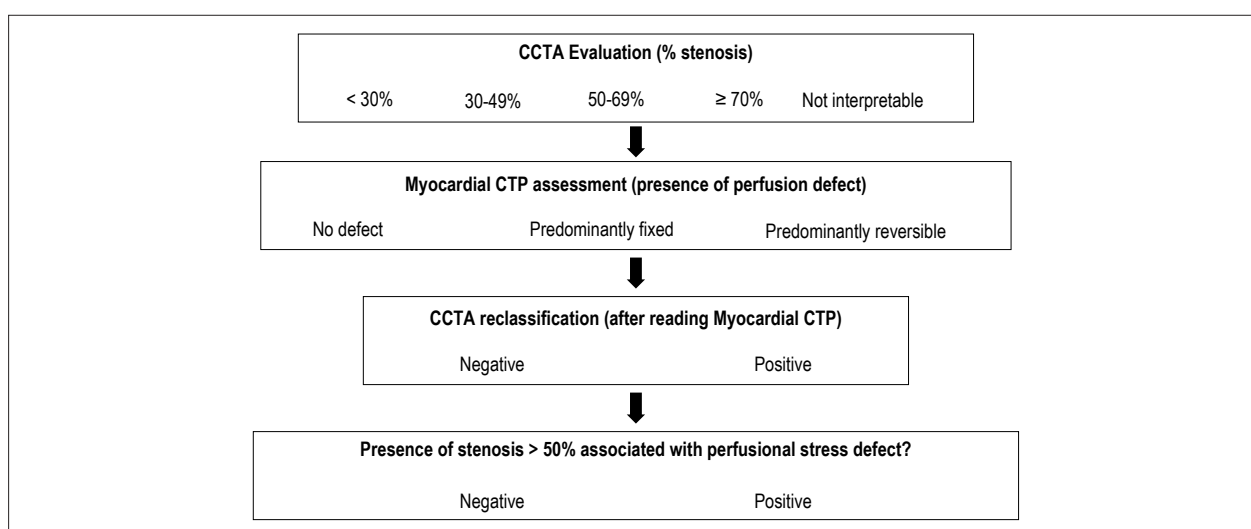 CCTA Evaluation (% stenosis)
< 30% 30-49% 50-69% ≥ 70% Not interpretable
Myocardial CTP assessment (presence of perfusion defect)
No defect Predominantly fixed Predominantly reversible
CCTA reclassification (after reading Myocardial CTP)
Negative Positive
Presence of stenosis > 50% associated with perfusional stress defect?
Negative Positive